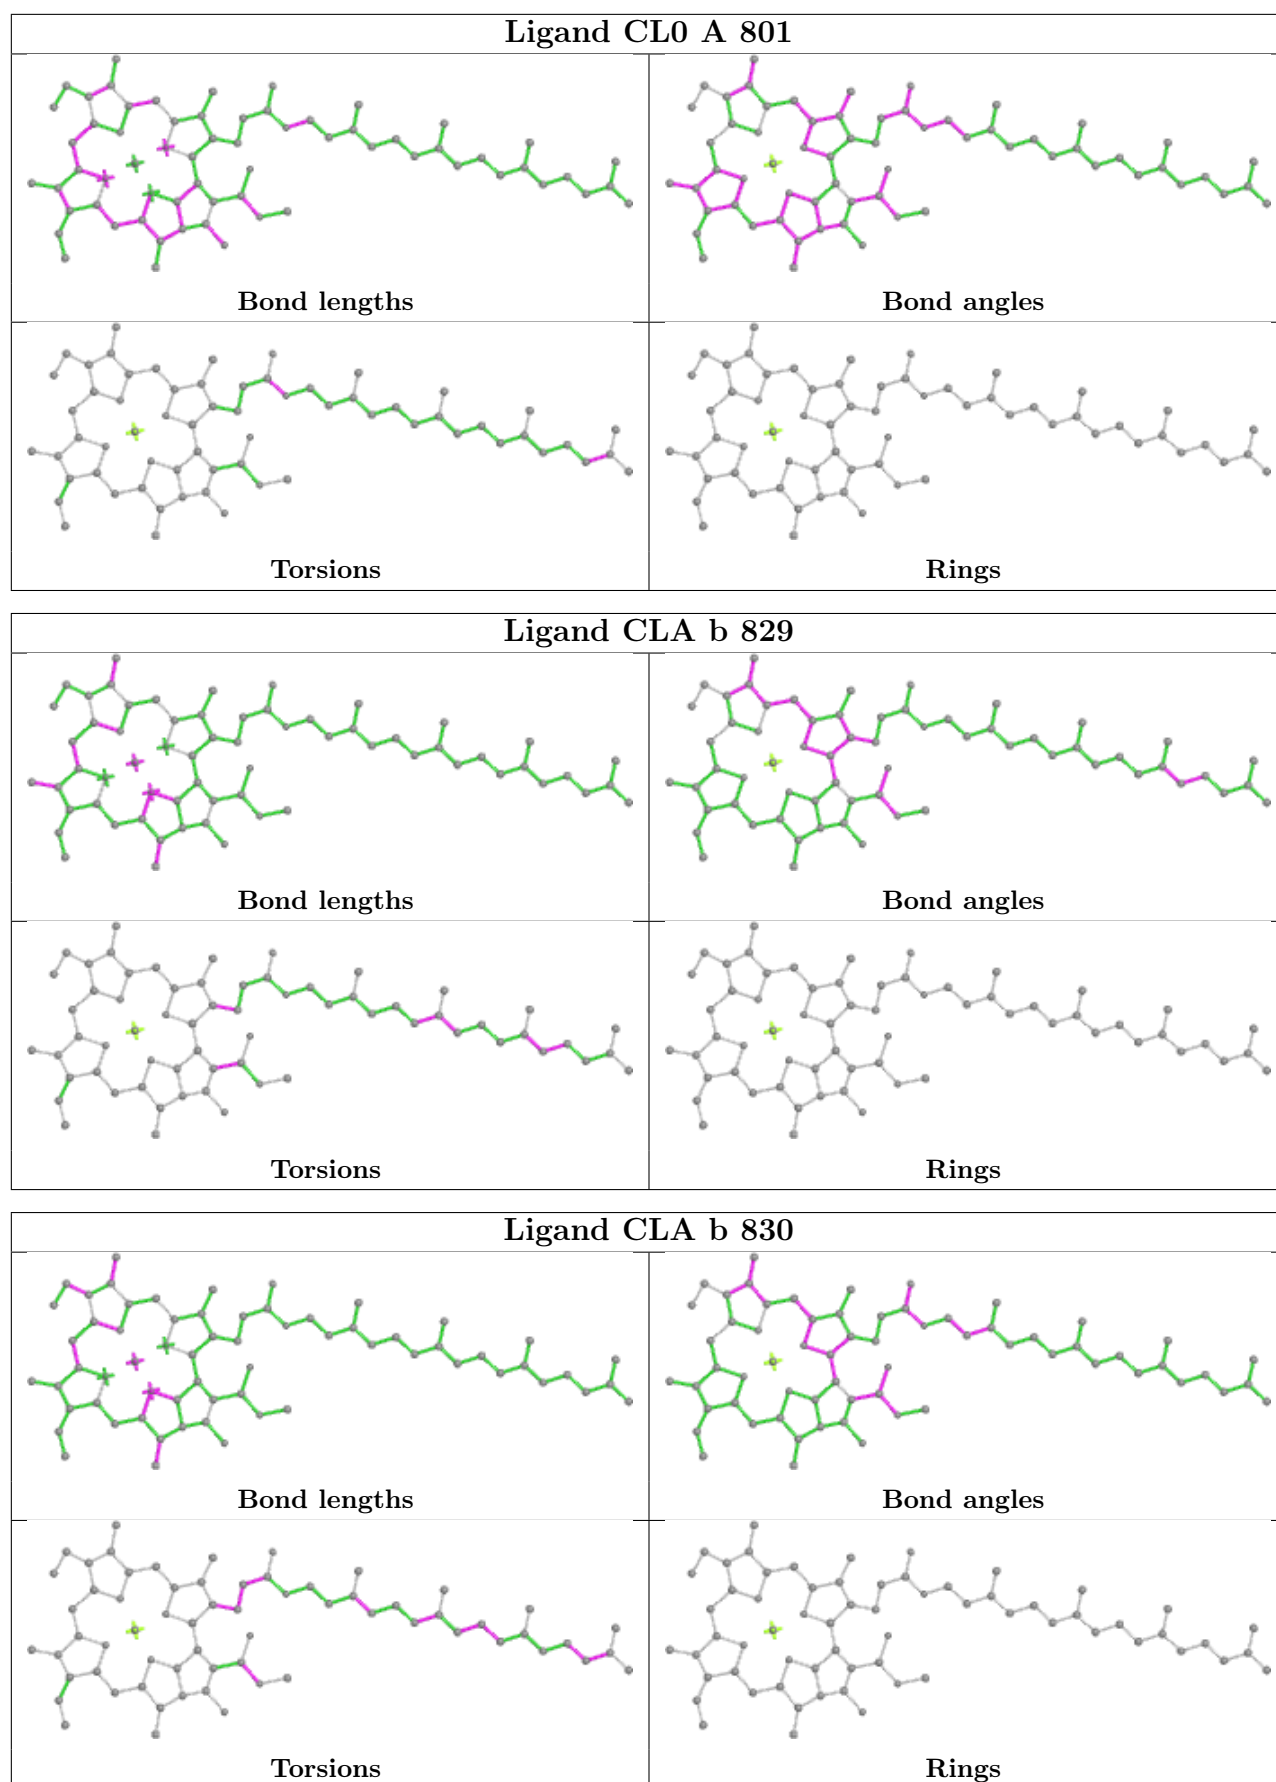 Ligand CL0 A 801
Bond lengths
Bond angles
Torsions
Rings
Ligand CLA b 829
Bond lengths
Bond angles
Torsions
Rings
Ligand CLA b 830
Bond lengths
Bond angles
Torsions
Rings